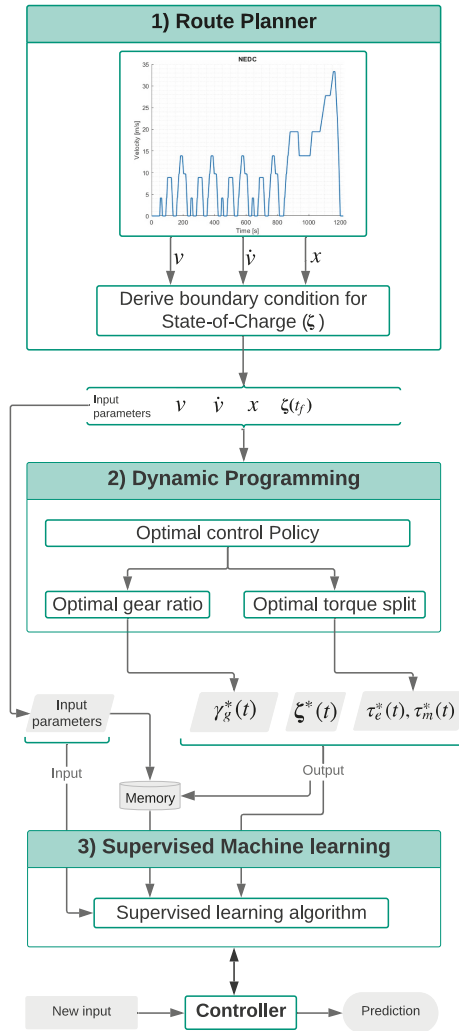 1) Route Planner
NEDC
35
30
25
20
15
10
5
0
Velocity [m/s]
0 200 400 600 800 1000 1200
Time [s]
v v̇ x
Derive boundary condition for
State-of-Charge (ζ)
Input
parameters v v̇ x ζ(t_f)
2) Dynamic Programming
Optimal control Policy
Optimal gear ratio Optimal torque split
γ_g^*(t) ζ^*(t) τ_e^*(t), τ_m^*(t)
Input
parameters
Input
Output
Memory
3) Supervised Machine learning
Supervised learning algorithm
New input Controller Prediction